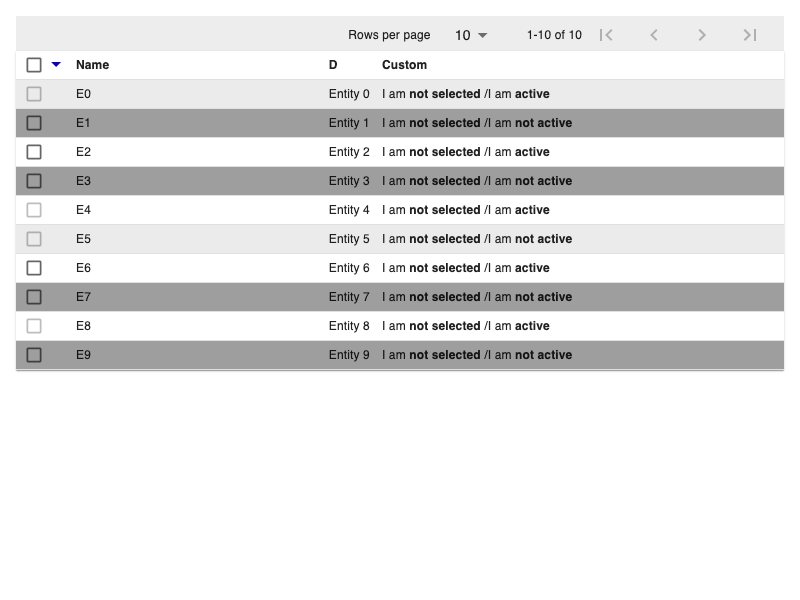 Rows per page 10 1-10 of 10
Name D Custom
E0 Entity 0 I am not selected /I am active
E1 Entity 1 I am not selected /I am not active
E2 Entity 2 I am not selected /I am active
E3 Entity 3 I am not selected /I am not active
E4 Entity 4 I am not selected /I am active
E5 Entity 5 I am not selected /I am not active
E6 Entity 6 I am not selected /I am active
E7 Entity 7 I am not selected /I am not active
E8 Entity 8 I am not selected /I am active
E9 Entity 9 I am not selected /I am not active